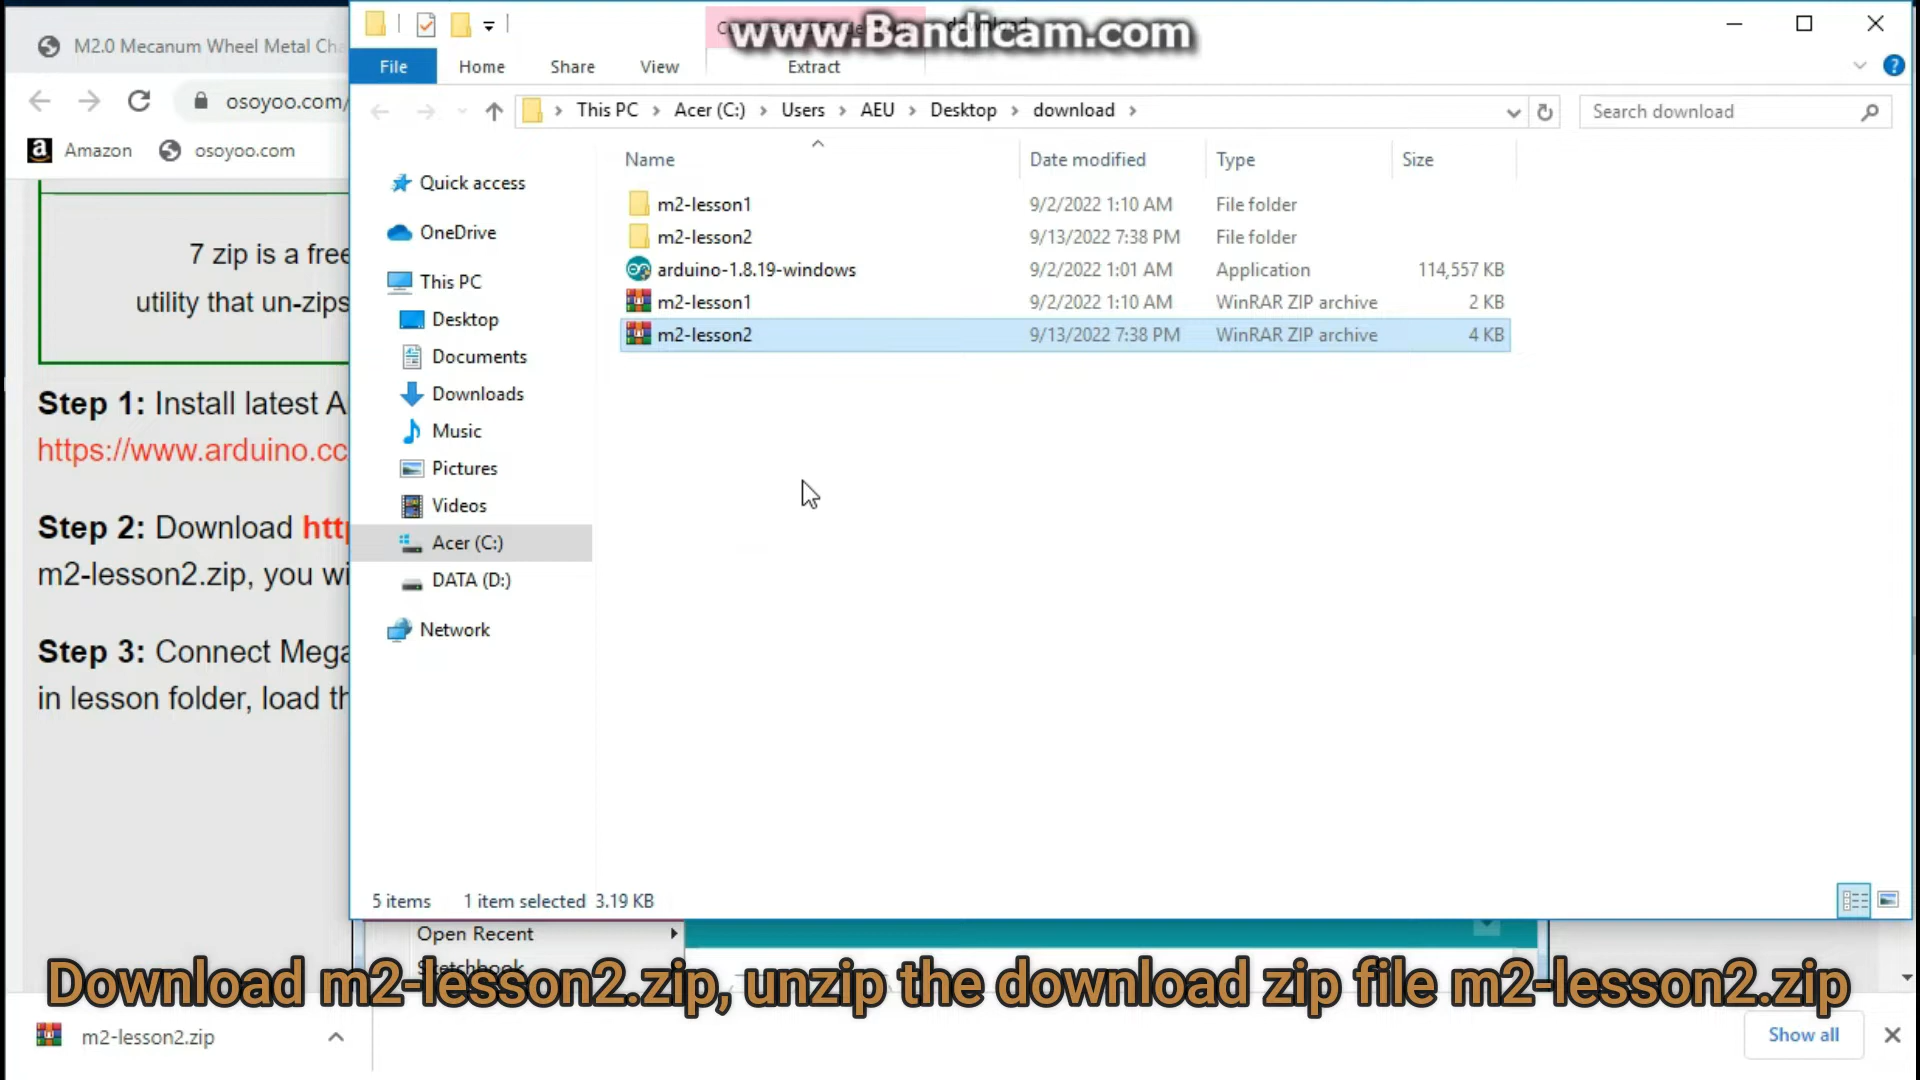 www.Bandicam.com
M2.0 Mecanum Wheel Metal Cha
File
Home
Share
View
Extract
osoyoo.com/
This PC
Acer (C:)
Users
AEU
Desktop
download
Search download
Amazon
osoyoo.com
Name
Date modified
Type
Size
Quick access
OneDrive
This PC
Desktop
Documents
Downloads
Music
Pictures
Videos
Acer (C:)
DATA (D:)
Network
m2-lesson1 9/2/2022 1:10 AM File folder
m2-lesson2 9/13/2022 7:38 PM File folder
arduino-1.8.19-windows 9/2/2022 1:01 AM Application 114,557 KB
m2-lesson1 9/2/2022 1:10 AM WinRAR ZIP archive 2 KB
m2-lesson2 9/13/2022 7:38 PM WinRAR ZIP archive 4 KB
7 zip is a free
utility that un-zips
Step 1: Install latest A
https://www.arduino.cc
Step 2: Download http
m2-lesson2.zip, you wi
Step 3: Connect Mega
in lesson folder, load th
5 items 1 item selected 3.19 KB
Open Recent
Sketchbook
Download m2-lesson2.zip, unzip the download zip file m2-lesson2.zip
m2-lesson2.zip
Show all